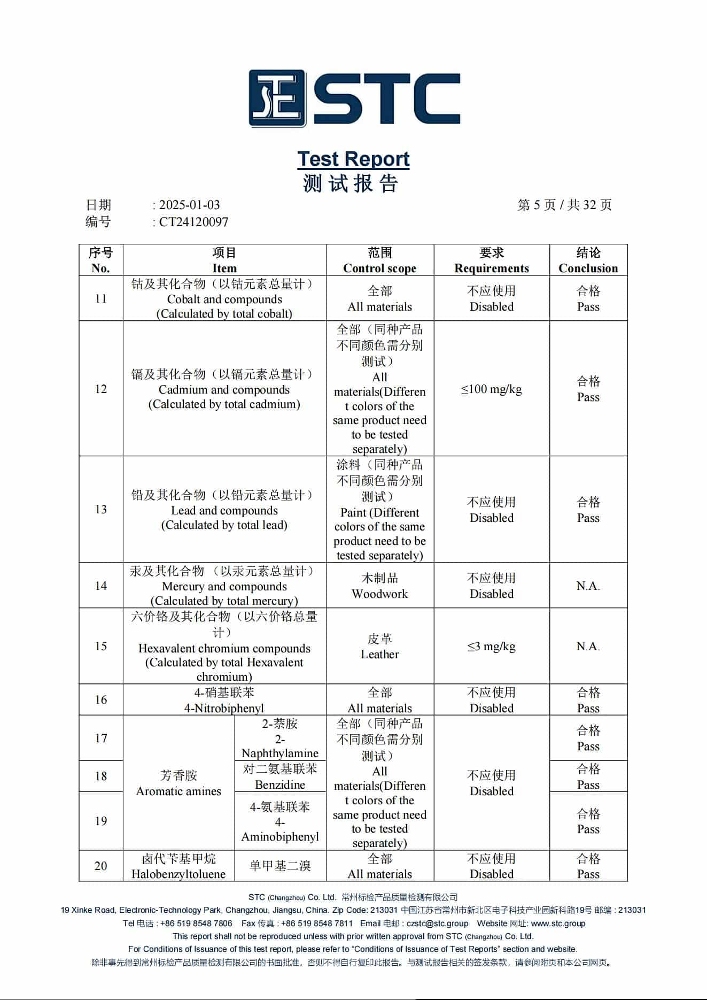 STC
Test Report
测试报告
日期 : 2025-01-03 第 5 页 / 共 32 页
编号 : CT24120097
序号 项目 范围 要求 结论
No. Item Control scope Requirements Conclusion
11
钴及其化合物（以钴元素总量计）
Cobalt and compounds
(Calculated by total cobalt)
全部
All materials
不应使用
Disabled
合格
Pass
12
镉及其化合物（以镉元素总量计）
Cadmium and compounds
(Calculated by total cadmium)
全部（同种产品
不同颜色需分别
测试）
All
materials(Differen
t colors of the
same product need
to be tested
separately)
≤100 mg/kg
合格
Pass
13
铅及其化合物（以铅元素总量计）
Lead and compounds
(Calculated by total lead)
涂料（同种产品
不同颜色需分别
测试）
Paint (Different
colors of the same
product need to be
tested separately)
不应使用
Disabled
合格
Pass
14
汞及其化合物 （以汞元素总量计）
Mercury and compounds
(Calculated by total mercury)
木制品
Woodwork
不应使用
Disabled
N.A.
15
六价铬及其化合物（以六价铬总量
计）
Hexavalent chromium compounds
(Calculated by total Hexavalent
chromium)
皮革
Leather
≤3 mg/kg
N.A.
16
4-硝基联苯
4-Nitrobiphenyl
全部
All materials
不应使用
Disabled
合格
Pass
17
芳香胺
Aromatic amines
2-萘胺
2-
Naphthylamine
全部（同种产品
不同颜色需分别
测试）
All
materials(Differen
t colors of the
same product need
to be tested
separately)
不应使用
Disabled
合格
Pass
18
对二氨基联苯
Benzidine
合格
Pass
19
4-氨基联苯
4-
Aminobiphenyl
合格
Pass
20
卤代苄基甲烷
Halobenzyltoluene
单甲基二溴
全部
All materials
不应使用
Disabled
合格
Pass
STC (Changzhou) Co. Ltd. 常州标检产品质量检测有限公司
19 Xinke Road, Electronic-Technology Park, Changzhou, Jiangsu, China. Zip Code: 213031 中国江苏省常州市新北区电子科技产业园新科路19号 邮编 : 213031
Tel 电话 : +86 519 8548 7806 Fax 传真 : +86 519 8548 7811 Email 电邮 : czstc@stc.group Website 网址: www.stc.group
This report shall not be reproduced unless with prior written approval from STC (Changzhou) Co. Ltd.
For Conditions of Issuance of this test report, please refer to “Conditions of Issuance of Test Reports” section and website.
除非事先得到常州标检产品质量检测有限公司的书面批准，否则不得自行复印此报告。与测试报告相关的签发条款，请参阅附页和本公司网页。